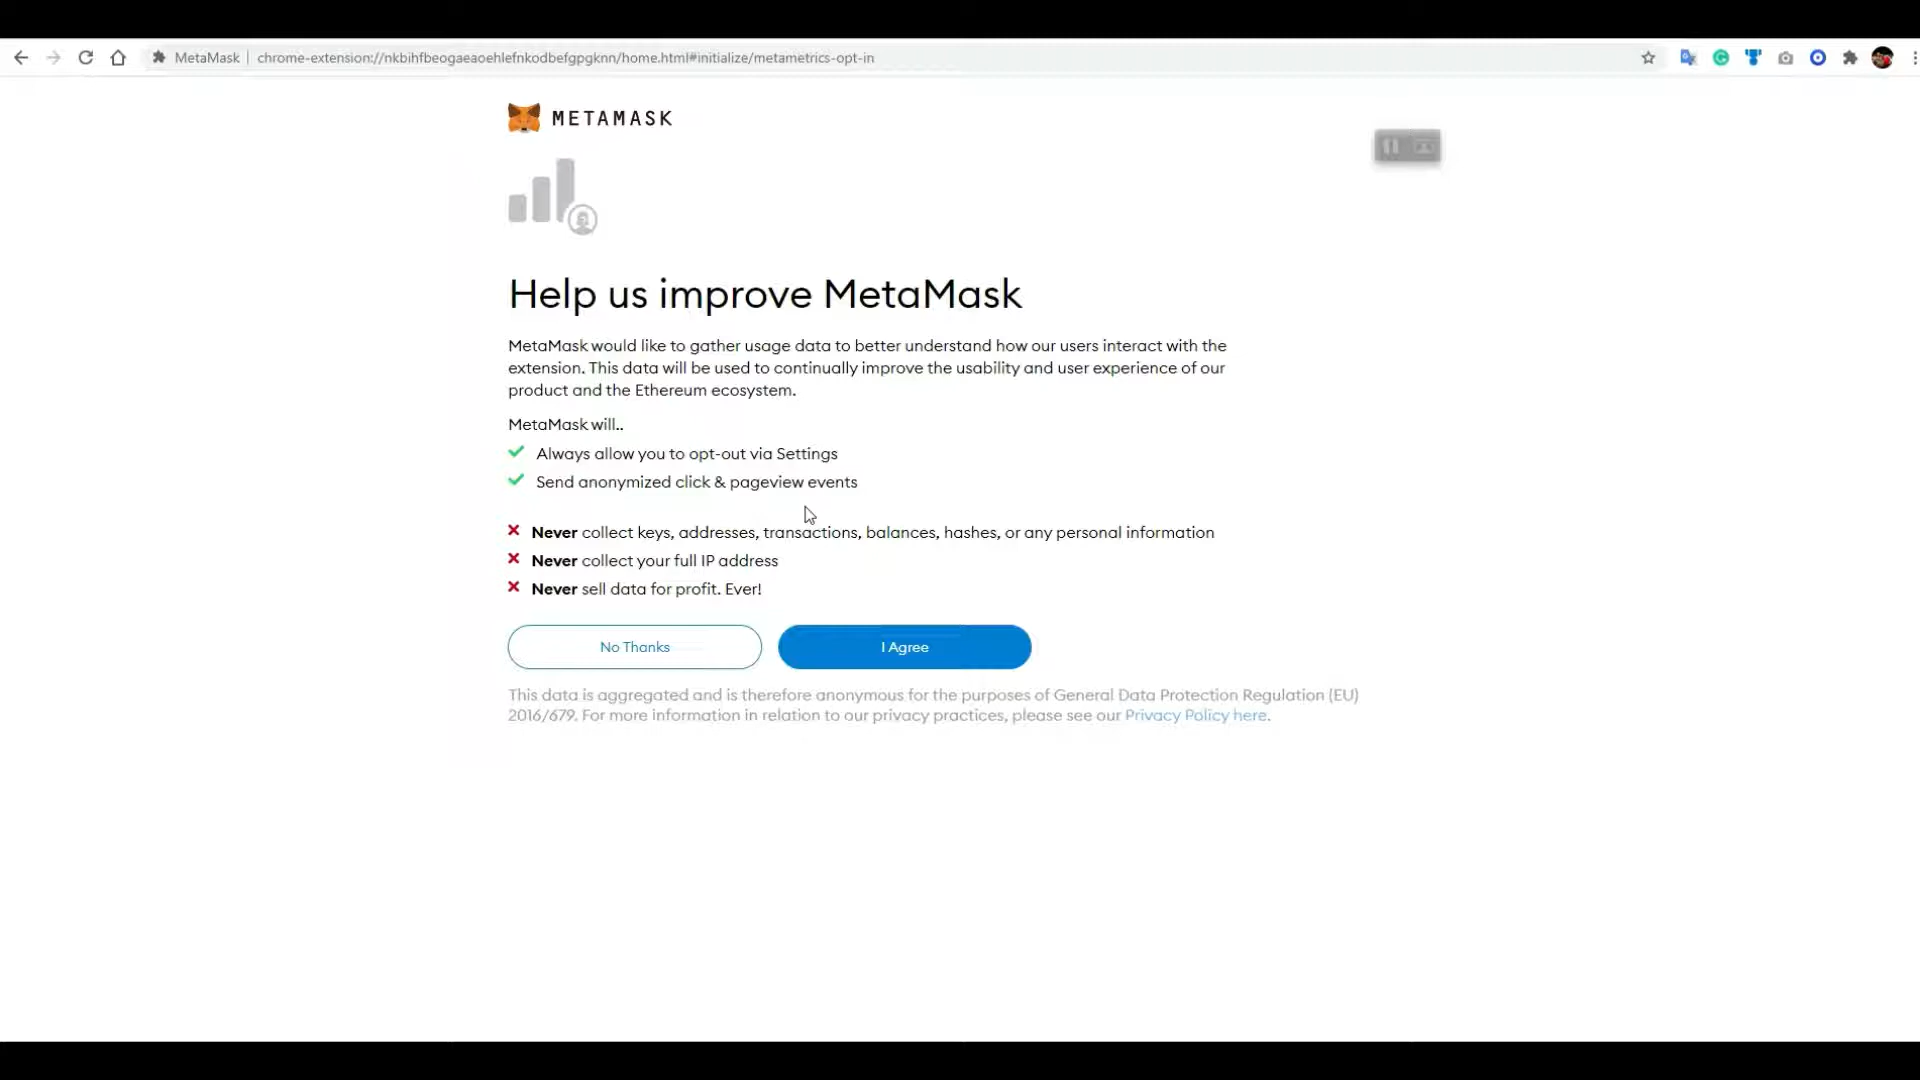 MetaMask | chrome-extension://nkbihfbeogaeaoehlefnkodbefgpgknn/home.html#initialize/metametrics-opt-in
METAMASK
Help us improve MetaMask
MetaMask would like to gather usage data to better understand how our users interact with the
extension. This data will be used to continually improve the usability and user experience of our
product and the Ethereum ecosystem.
MetaMask will..
Always allow you to opt-out via Settings
Send anonymized click & pageview events
Never collect keys, addresses, transactions, balances, hashes, or any personal information
Never collect your full IP address
Never sell data for profit. Ever!
No Thanks
I Agree
This data is aggregated and is therefore anonymous for the purposes of General Data Protection Regulation (EU)
2016/679. For more information in relation to our privacy practices, please see our Privacy Policy here.